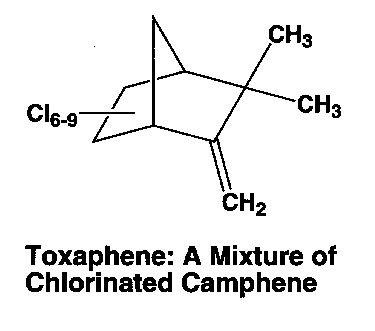 CH₃
CH₃
Cl₆₋₉
CH₂
Toxaphene: A Mixture of
Chlorinated Camphene